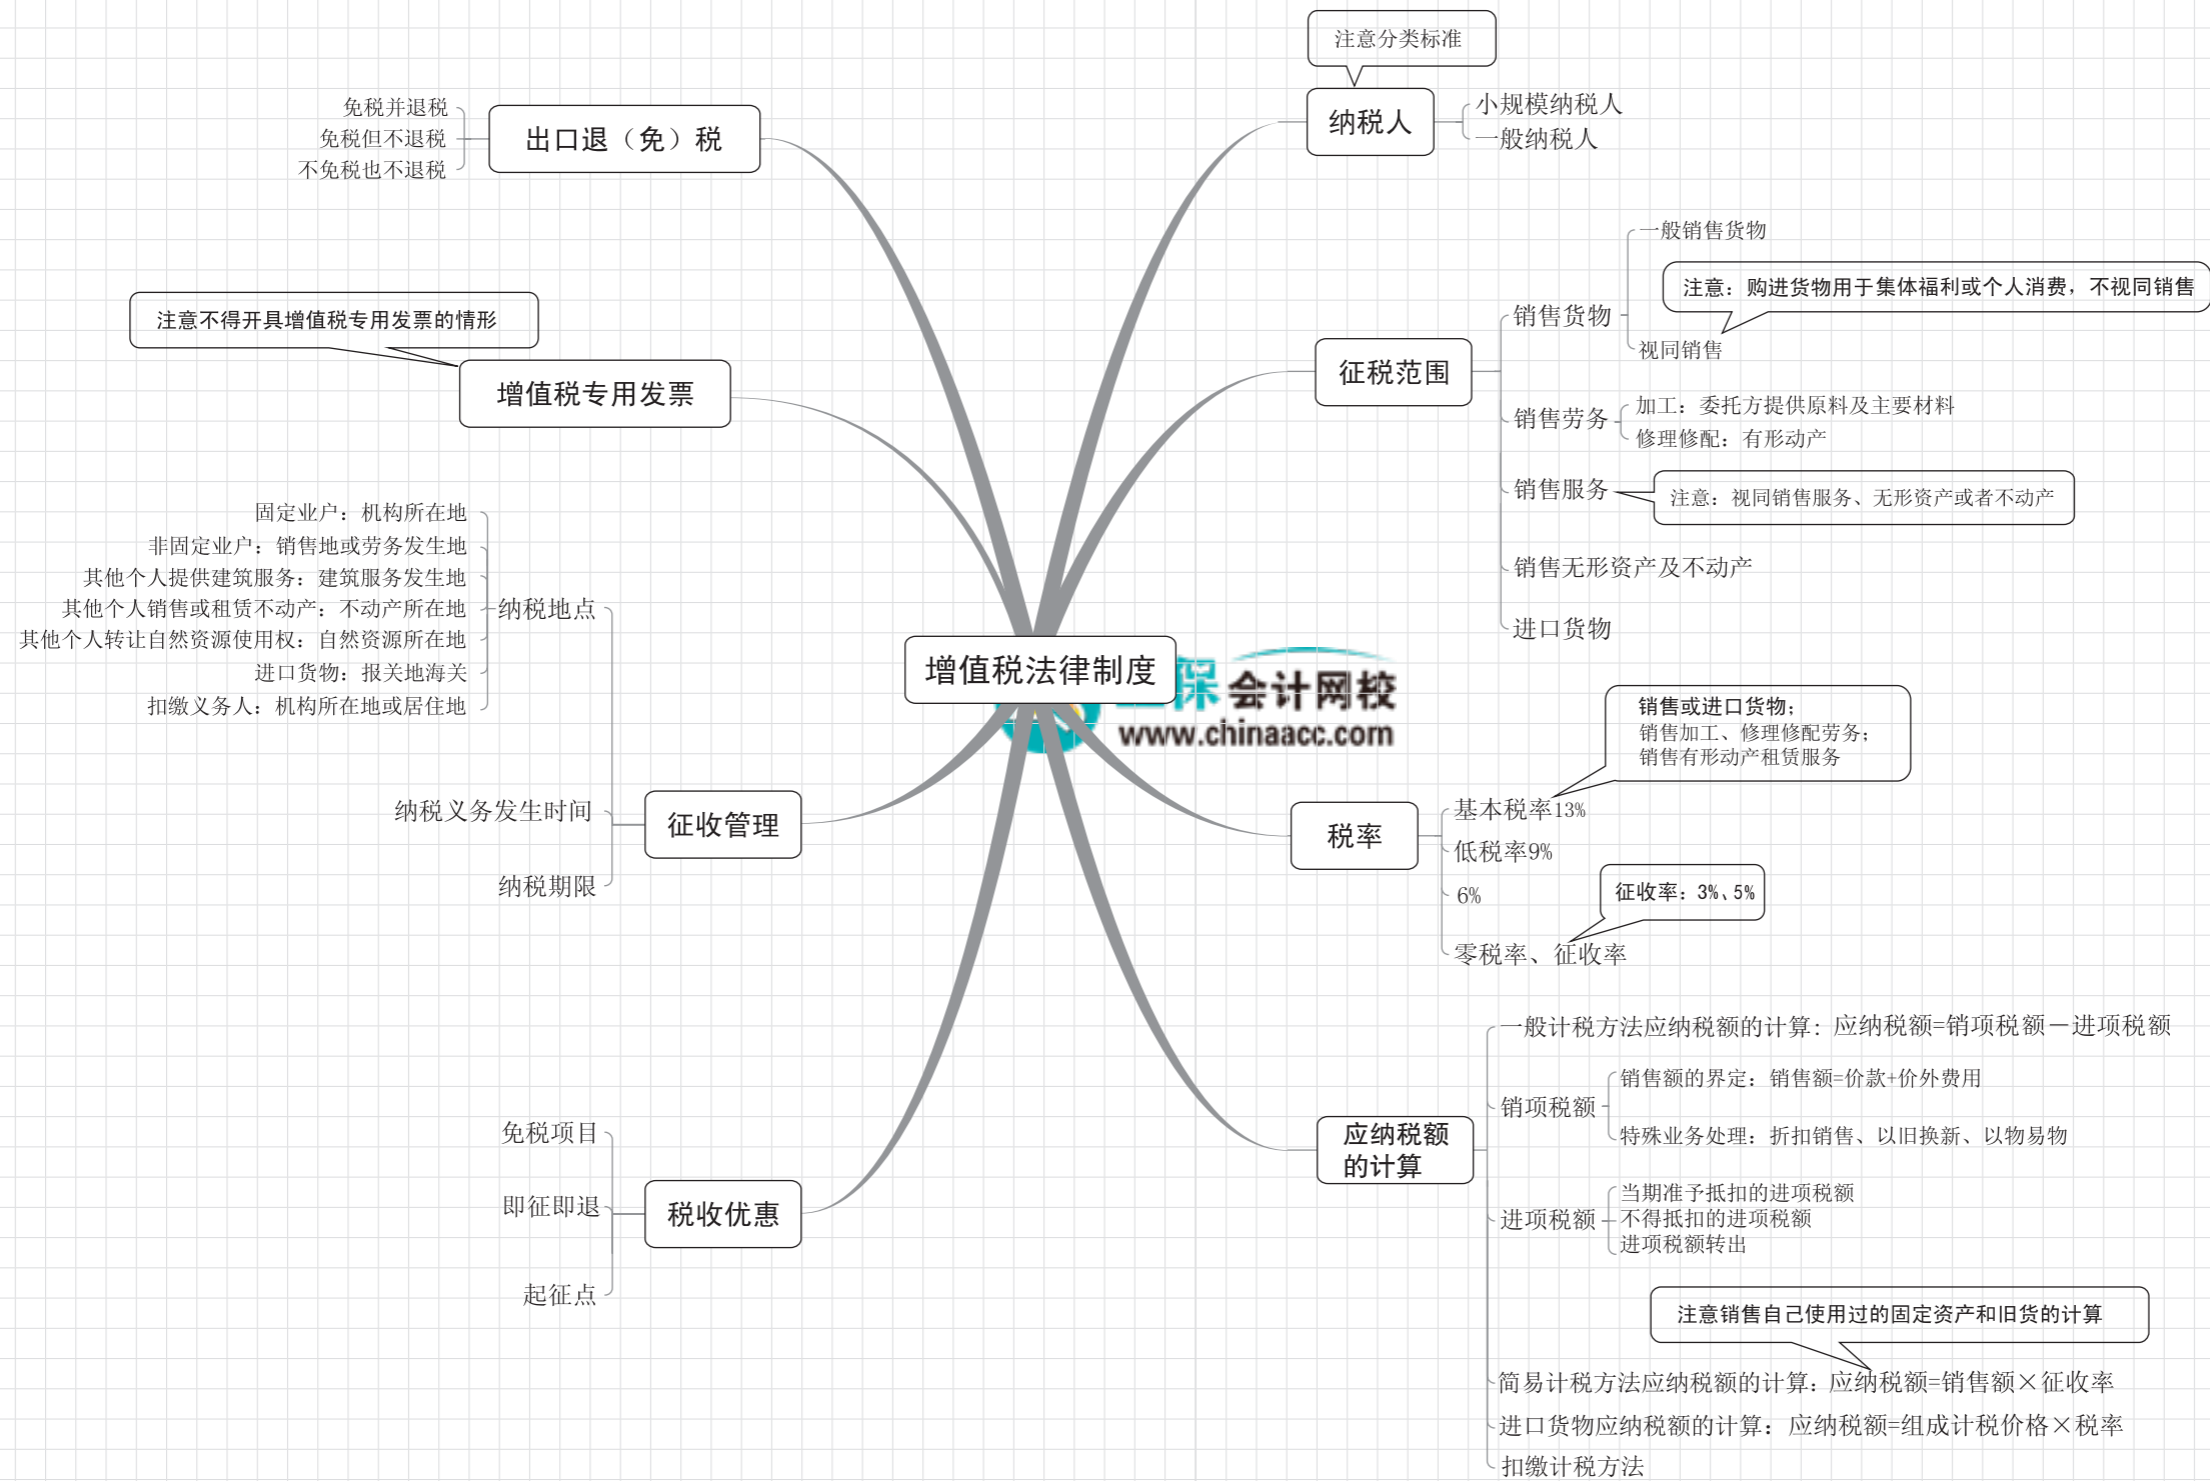 增值税法律制度
保 会计网校
www.chinaacc.com
注意分类标准
纳税人
小规模纳税人
一般纳税人
征税范围
销售货物
一般销售货物
注意：购进货物用于集体福利或个人消费，不视同销售
视同销售
销售劳务
加工：委托方提供原料及主要材料
修理修配：有形动产
销售服务
注意：视同销售服务、无形资产或者不动产
销售无形资产及不动产
进口货物
税率
销售或进口货物；
销售加工、修理修配劳务；
销售有形动产租赁服务
基本税率13%
低税率9%
6%
征收率：3%、5%
零税率、征收率
应纳税额
的计算
一般计税方法应纳税额的计算：应纳税额=销项税额－进项税额
销项税额
销售额的界定：销售额=价款+价外费用
特殊业务处理：折扣销售、以旧换新、以物易物
进项税额
当期准予抵扣的进项税额
不得抵扣的进项税额
进项税额转出
注意销售自己使用过的固定资产和旧货的计算
简易计税方法应纳税额的计算：应纳税额=销售额×征收率
进口货物应纳税额的计算：应纳税额=组成计税价格×税率
扣缴计税方法
出口退（免）税
免税并退税
免税但不退税
不免税也不退税
注意不得开具增值税专用发票的情形
增值税专用发票
征收管理
纳税地点
固定业户：机构所在地
非固定业户：销售地或劳务发生地
其他个人提供建筑服务：建筑服务发生地
其他个人销售或租赁不动产：不动产所在地
其他个人转让自然资源使用权：自然资源所在地
进口货物：报关地海关
扣缴义务人：机构所在地或居住地
纳税义务发生时间
纳税期限
税收优惠
免税项目
即征即退
起征点